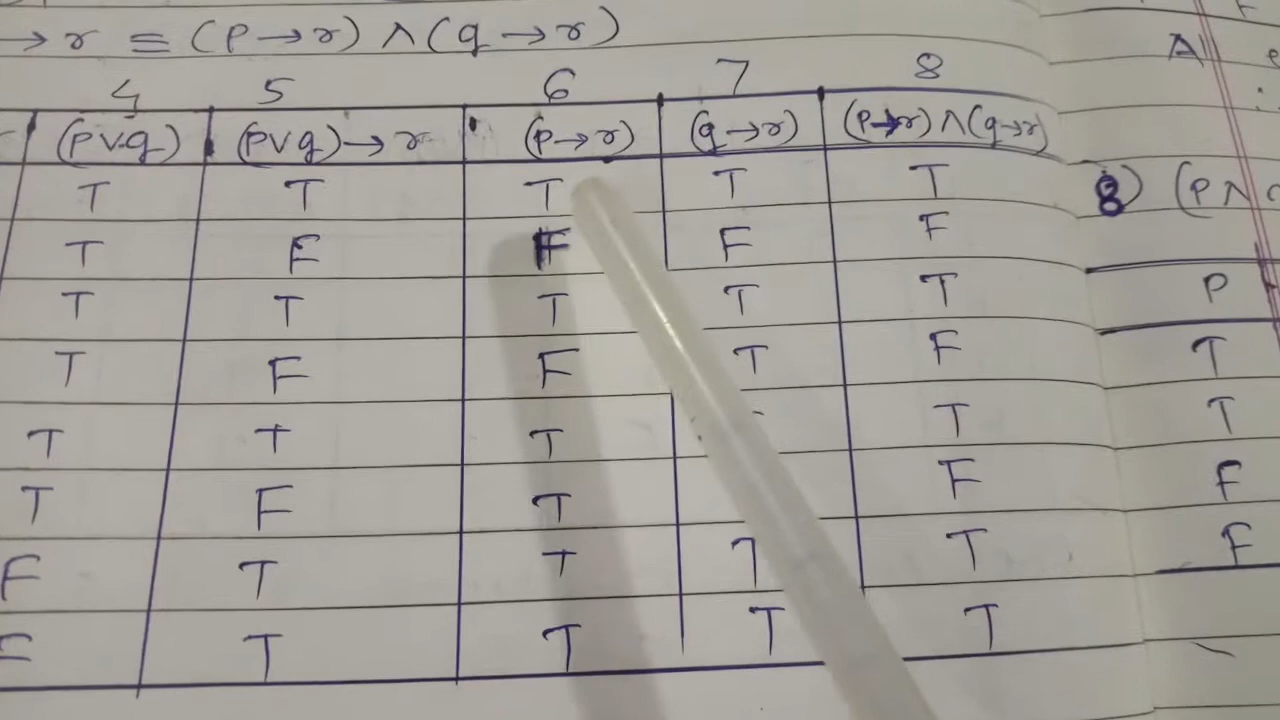 → r ≡ (p → r) ∧ (q → r)
4 5 6 7 8
(p∨q) (p∨q) → r (p → r) (q → r) (p → r) ∧ (q → r)
T T T T T
T F F F F
T T T T T
T F F T F
T T T T
T F T F
F T T T T
F T T T T
A
8) (P∧
P
T
T
F
F